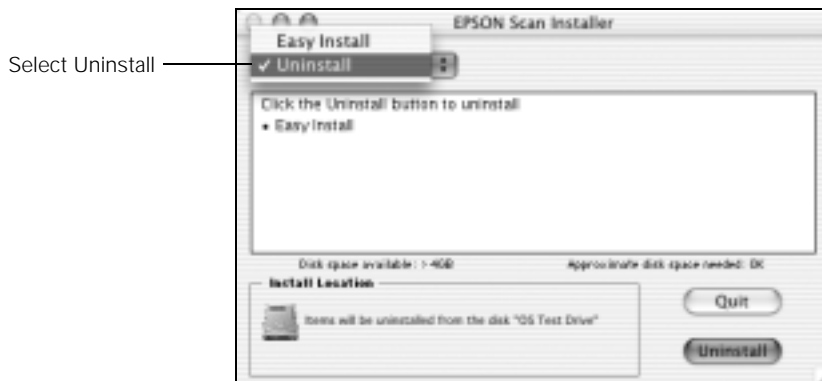 EPSON Scan Installer
Easy Install
Select Uninstall
✓ Uninstall
Click the Uninstall button to uninstall
• Easy Install
Disk space available: > 4GB
Approximate disk space needed: 0K
Install Location
Items will be uninstalled from the disk "OS Test Drive"
Quit
Uninstall